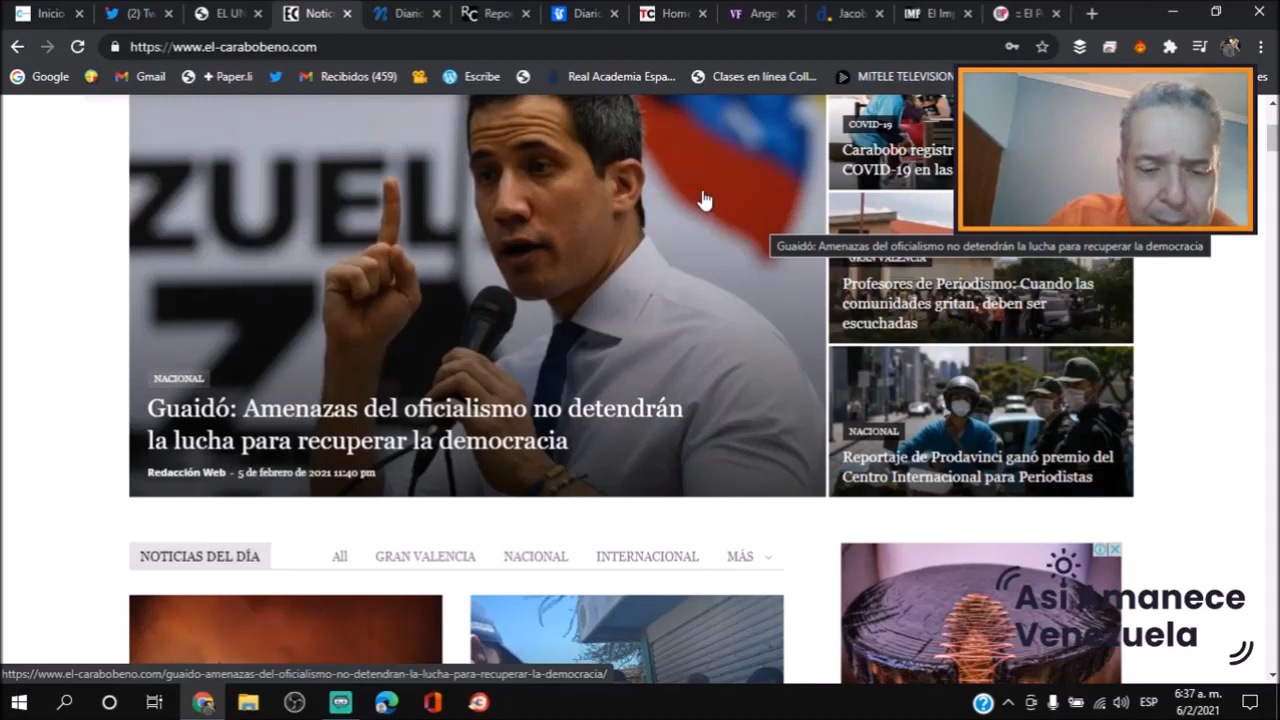 Inicio
(2) Tw
EL UN
Notic
Diaric
Repo
Diaric
Home
Ange
Jacob
El Im
:: El P
https://www.el-carabobeno.com
Google
Gmail
+ Paper.li
Recibidos (459)
Escribe
Real Academia Espa...
Clases en línea Coll...
MITELE TELEVISION
es
ZUEL
COVID-19
Carabobo registr
COVID-19 en las
Guaidó: Amenazas del oficialismo no detendrán la lucha para recuperar la democracia
GRAN VALENCIA
Profesores de Periodismo: Cuando las
comunidades gritan, deben ser
escuchadas
NACIONAL
Guaidó: Amenazas del oficialismo no detendrán
la lucha para recuperar la democracia
Redacción Web - 5 de febrero de 2021 11:40 pm
NACIONAL
Reportaje de Prodavinci ganó premio del
Centro Internacional para Periodistas
NOTICIAS DEL DÍA
All
GRAN VALENCIA
NACIONAL
INTERNACIONAL
MÁS
Así Amanece
Venezuela
https://www.el-carabobeno.com/guaido-amenazas-del-oficialismo-no-detendran-la-lucha-para-recuperar-la-democracia/
ESP
6:37 a. m.
6/2/2021